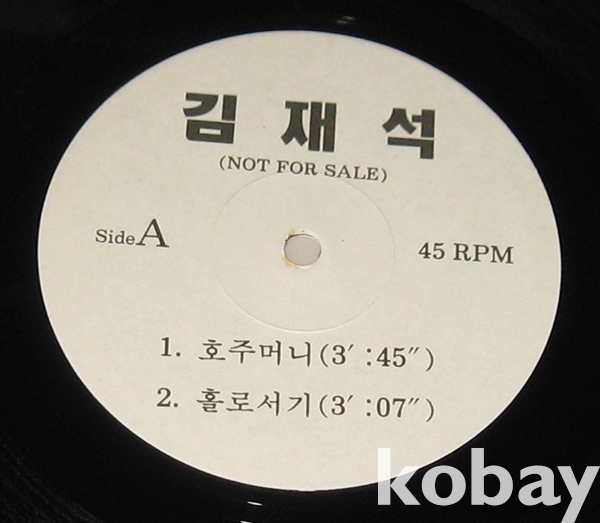 김 재 석
(NOT FOR SALE)
Side A
45 RPM
1. 호주머니(3′ :45″)
2. 홀로서기(3′ :07″)
kobay